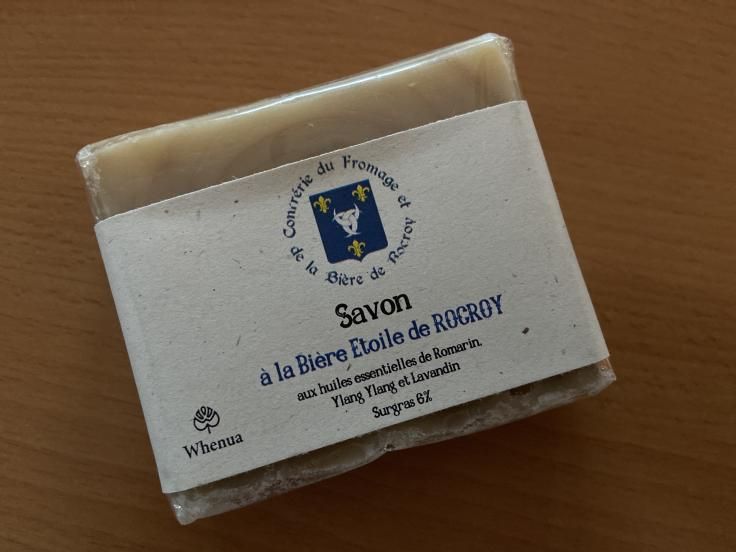 Confrérie du Fromage et
de la Bière de Rocroy
Savon
à la Bière Etoile de ROCROY
aux huiles essentielles de Romarin,
Ylang Ylang et Lavandin
Surgras 6%
Whenua